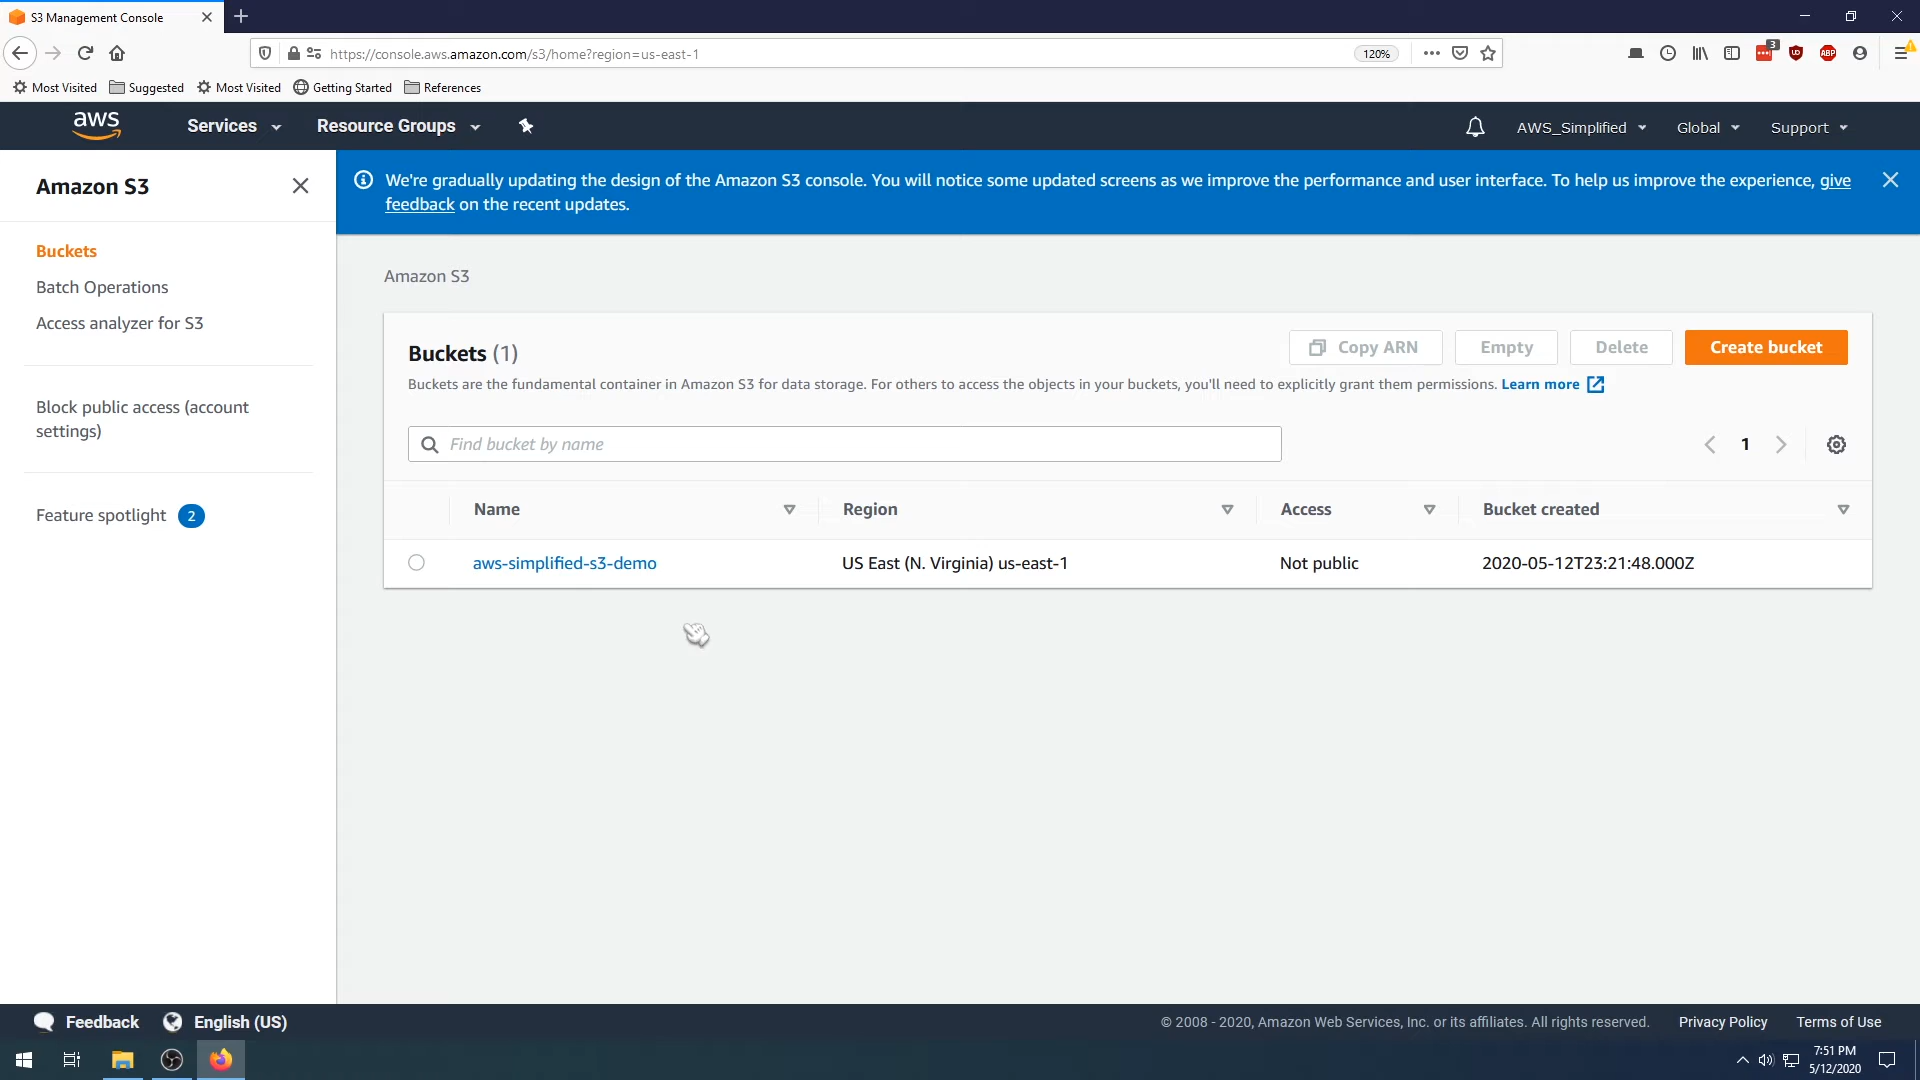 S3 Management Console
https://console.aws.amazon.com/s3/home?region=us-east-1
120%
3
ABP
Most Visited
Suggested
Most Visited
Getting Started
References
aws
Services
Resource Groups
AWS_Simplified
Global
Support
Amazon S3
We're gradually updating the design of the Amazon S3 console. You will notice some updated screens as we improve the performance and user interface. To help us improve the experience, give
feedback on the recent updates.
Buckets
Batch Operations
Access analyzer for S3
Block public access (account
settings)
Feature spotlight 2
Amazon S3
Buckets (1)
Copy ARN
Empty
Delete
Create bucket
Buckets are the fundamental container in Amazon S3 for data storage. For others to access the objects in your buckets, you'll need to explicitly grant them permissions. Learn more
Find bucket by name
1
Name
Region
Access
Bucket created
aws-simplified-s3-demo
US East (N. Virginia) us-east-1
Not public
2020-05-12T23:21:48.000Z
Feedback
English (US)
© 2008 - 2020, Amazon Web Services, Inc. or its affiliates. All rights reserved.
Privacy Policy
Terms of Use
7:51 PM
5/12/2020